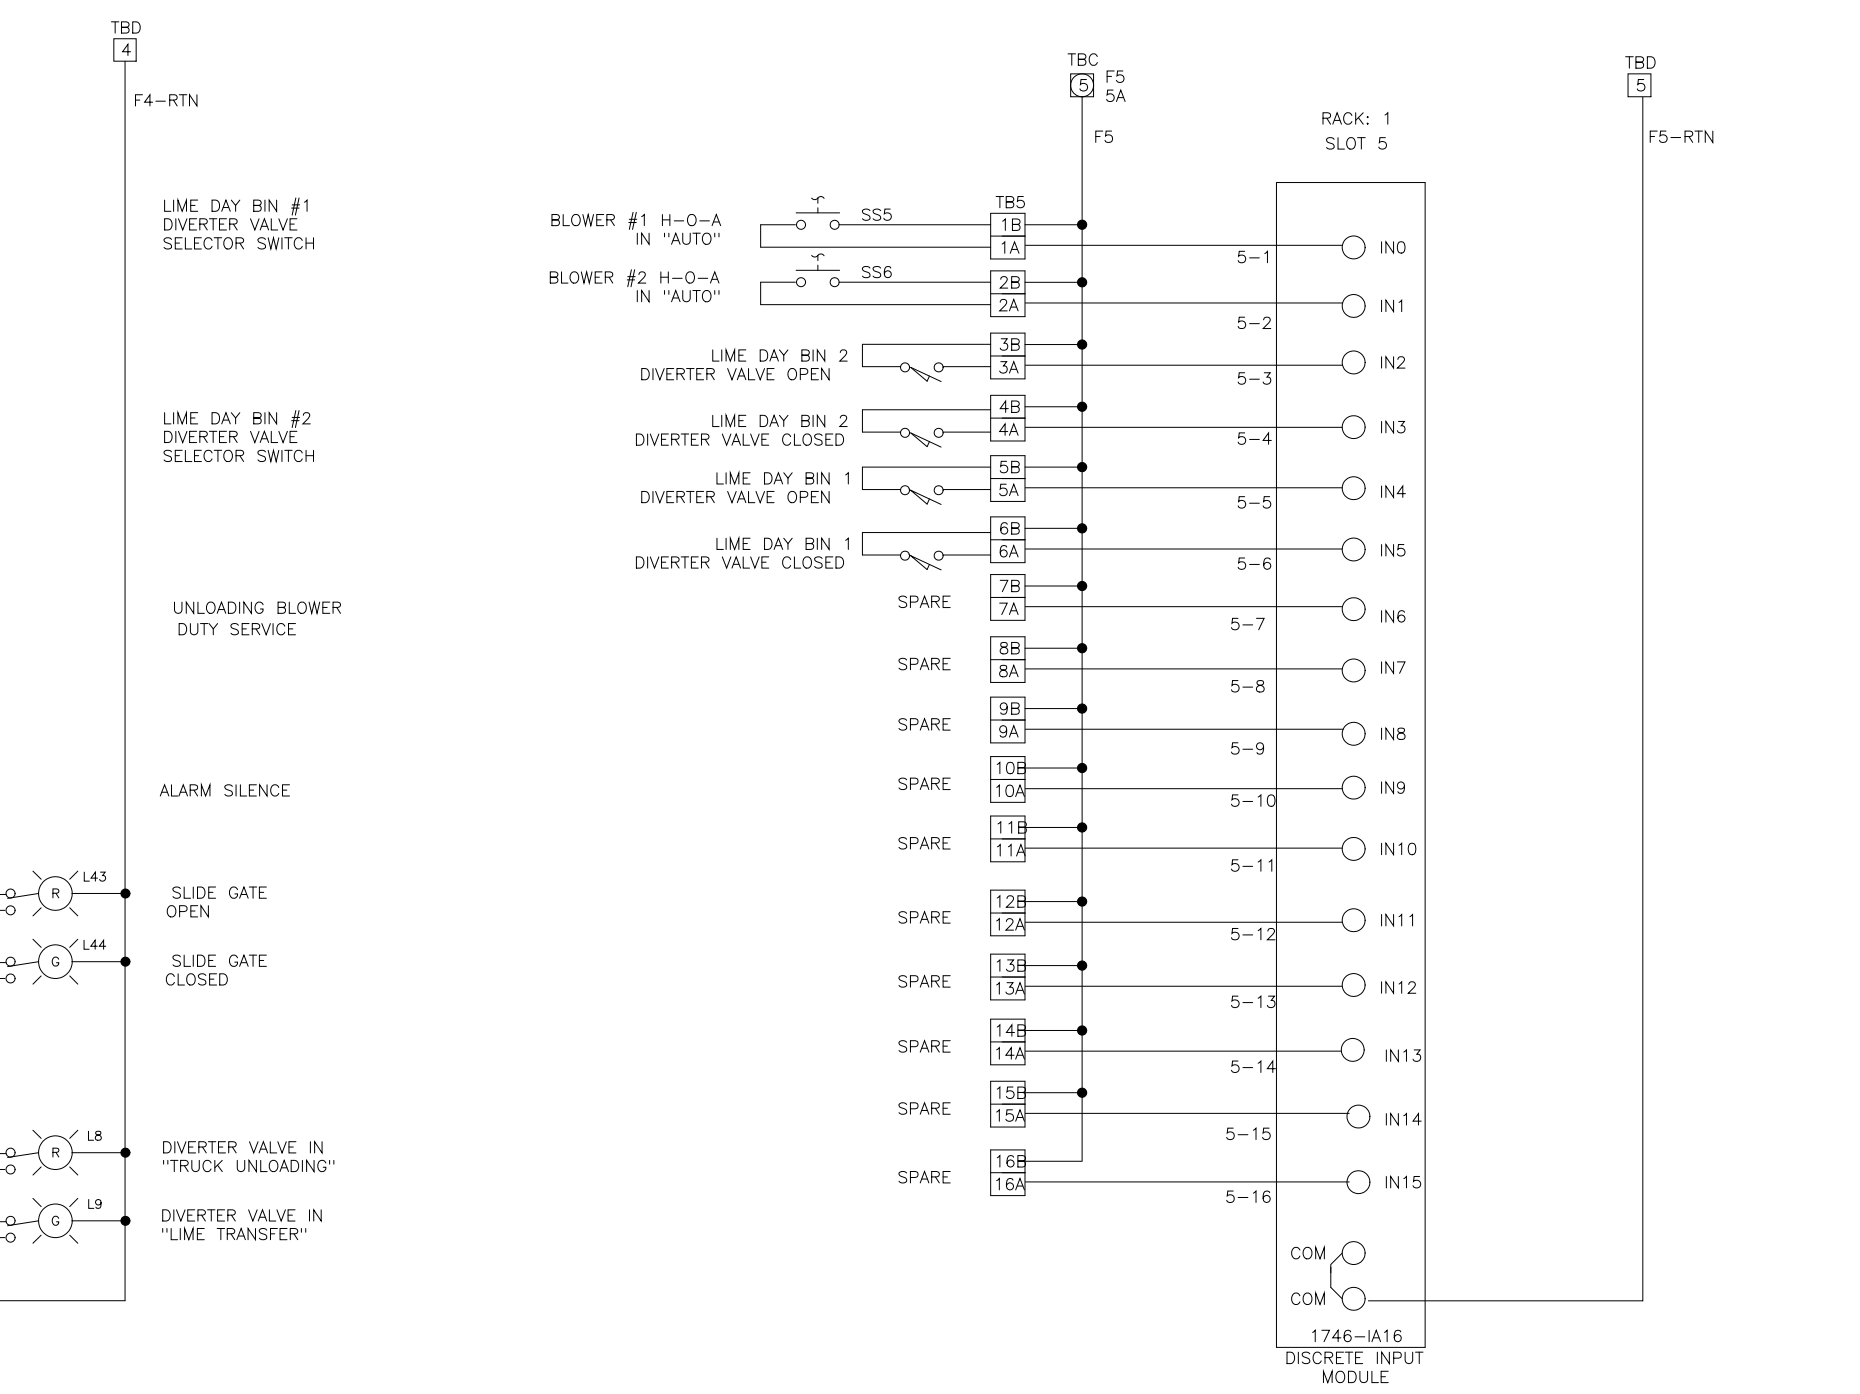 TBD
4
F4-RTN
LIME DAY BIN #1
DIVERTER VALVE
SELECTOR SWITCH
LIME DAY BIN #2
DIVERTER VALVE
SELECTOR SWITCH
UNLOADING BLOWER
DUTY SERVICE
ALARM SILENCE
L43
R
SLIDE GATE
OPEN
L44
G
SLIDE GATE
CLOSED
L8
R
DIVERTER VALVE IN
"TRUCK UNLOADING"
L9
G
DIVERTER VALVE IN
"LIME TRANSFER"
TBC
5
F5
5A
F5
RACK: 1
SLOT 5
TBD
5
F5-RTN
TB5
BLOWER #1 H-O-A
IN "AUTO"
SS5
1B
1A
5-1
IN0
BLOWER #2 H-O-A
IN "AUTO"
SS6
2B
2A
5-2
IN1
LIME DAY BIN 2
DIVERTER VALVE OPEN
3B
3A
5-3
IN2
LIME DAY BIN 2
DIVERTER VALVE CLOSED
4B
4A
5-4
IN3
LIME DAY BIN 1
DIVERTER VALVE OPEN
5B
5A
5-5
IN4
LIME DAY BIN 1
DIVERTER VALVE CLOSED
6B
6A
5-6
IN5
SPARE
7B
7A
5-7
IN6
SPARE
8B
8A
5-8
IN7
SPARE
9B
9A
5-9
IN8
SPARE
10B
10A
5-10
IN9
SPARE
11B
11A
5-11
IN10
SPARE
12B
12A
5-12
IN11
SPARE
13B
13A
5-13
IN12
SPARE
14B
14A
5-14
IN13
SPARE
15B
15A
5-15
IN14
SPARE
16B
16A
5-16
IN15
COM
COM
1746-IA16
DISCRETE INPUT
MODULE